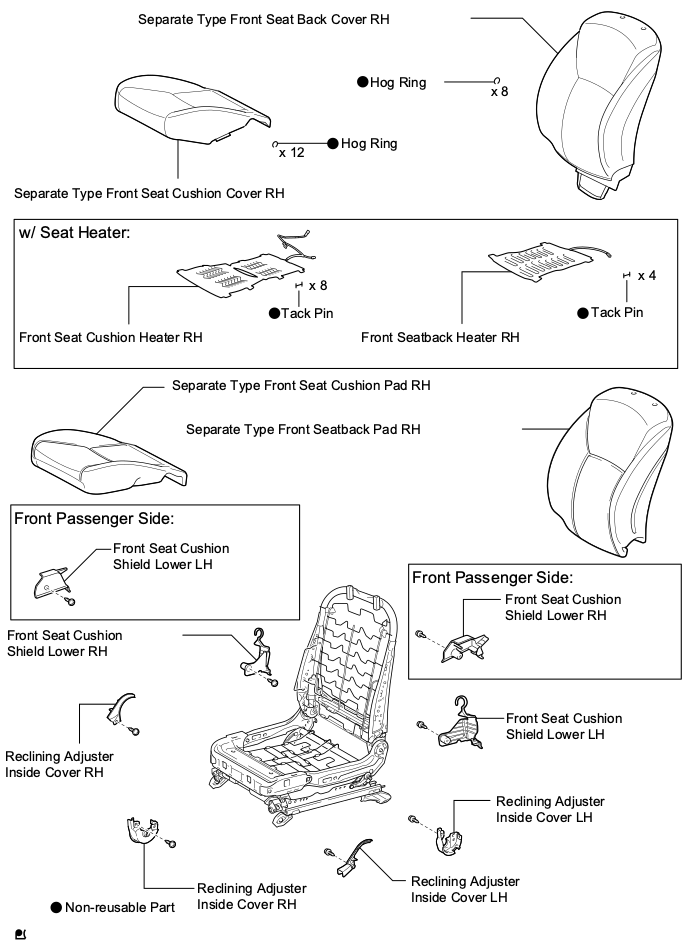 Separate Type Front Seat Back Cover RH
●Hog Ring
x 8
●Hog Ring
x 12
Separate Type Front Seat Cushion Cover RH
w/ Seat Heater:
x 8
x 4
●Tack Pin
●Tack Pin
Front Seat Cushion Heater RH
Front Seatback Heater RH
Separate Type Front Seat Cushion Pad RH
Separate Type Front Seatback Pad RH
Front Passenger Side:
Front Seat Cushion
Shield Lower LH
Front Passenger Side:
Front Seat Cushion
Shield Lower RH
Front Seat Cushion
Shield Lower RH
Front Seat Cushion
Shield Lower LH
Reclining Adjuster
Inside Cover RH
Reclining Adjuster
Inside Cover LH
Reclining Adjuster
Inside Cover RH
Reclining Adjuster
Inside Cover LH
● Non-reusable Part